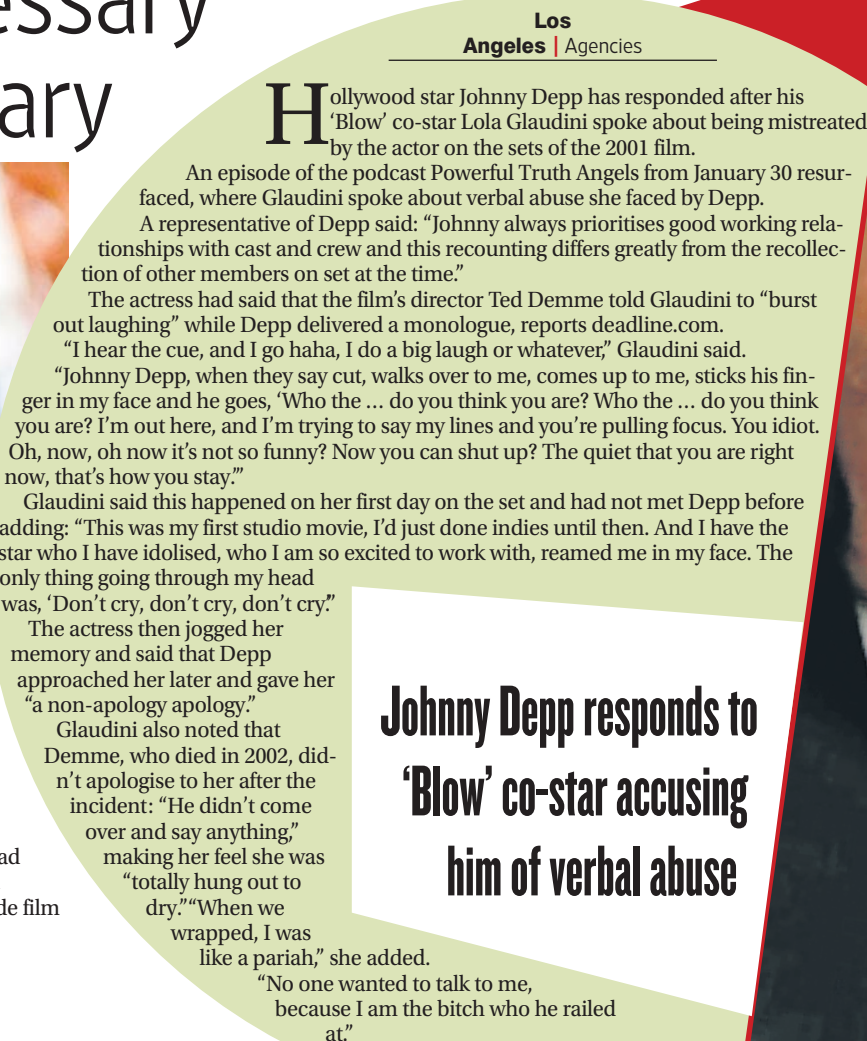 essary
ary
Los
Angeles | Agencies
Hollywood star Johnny Depp has responded after his
‘Blow’ co-star Lola Glaudini spoke about being mistreated
by the actor on the sets of the 2001 film.
An episode of the podcast Powerful Truth Angels from January 30 resur-
faced, where Glaudini spoke about verbal abuse she faced by Depp.
A representative of Depp said: “Johnny always prioritises good working rela-
tionships with cast and crew and this recounting differs greatly from the recollec-
tion of other members on set at the time.”
The actress had said that the film’s director Ted Demme told Glaudini to “burst
out laughing” while Depp delivered a monologue, reports deadline.com.
“I hear the cue, and I go haha, I do a big laugh or whatever,” Glaudini said.
“Johnny Depp, when they say cut, walks over to me, comes up to me, sticks his fin-
ger in my face and he goes, ‘Who the … do you think you are? Who the … do you think
you are? I’m out here, and I’m trying to say my lines and you’re pulling focus. You idiot.
Oh, now, oh now it’s not so funny? Now you can shut up? The quiet that you are right
now, that’s how you stay.’”
Glaudini said this happened on her first day on the set and had not met Depp before
adding: “This was my first studio movie, I’d just done indies until then. And I have the
star who I have idolised, who I am so excited to work with, reamed me in my face. The
only thing going through my head
was, ‘Don’t cry, don’t cry, don’t cry.’”
The actress then jogged her
memory and said that Depp
approached her later and gave her
“a non-apology apology.”
Glaudini also noted that
Demme, who died in 2002, did-
n’t apologise to her after the
incident: “He didn’t come
over and say anything,”
making her feel she was
“totally hung out to
dry.”“When we
wrapped, I was
like a pariah,” she added.
“No one wanted to talk to me,
because I am the bitch who he railed
at.”
Johnny Depp responds to
‘Blow’ co-star accusing
him of verbal abuse
ad
de film